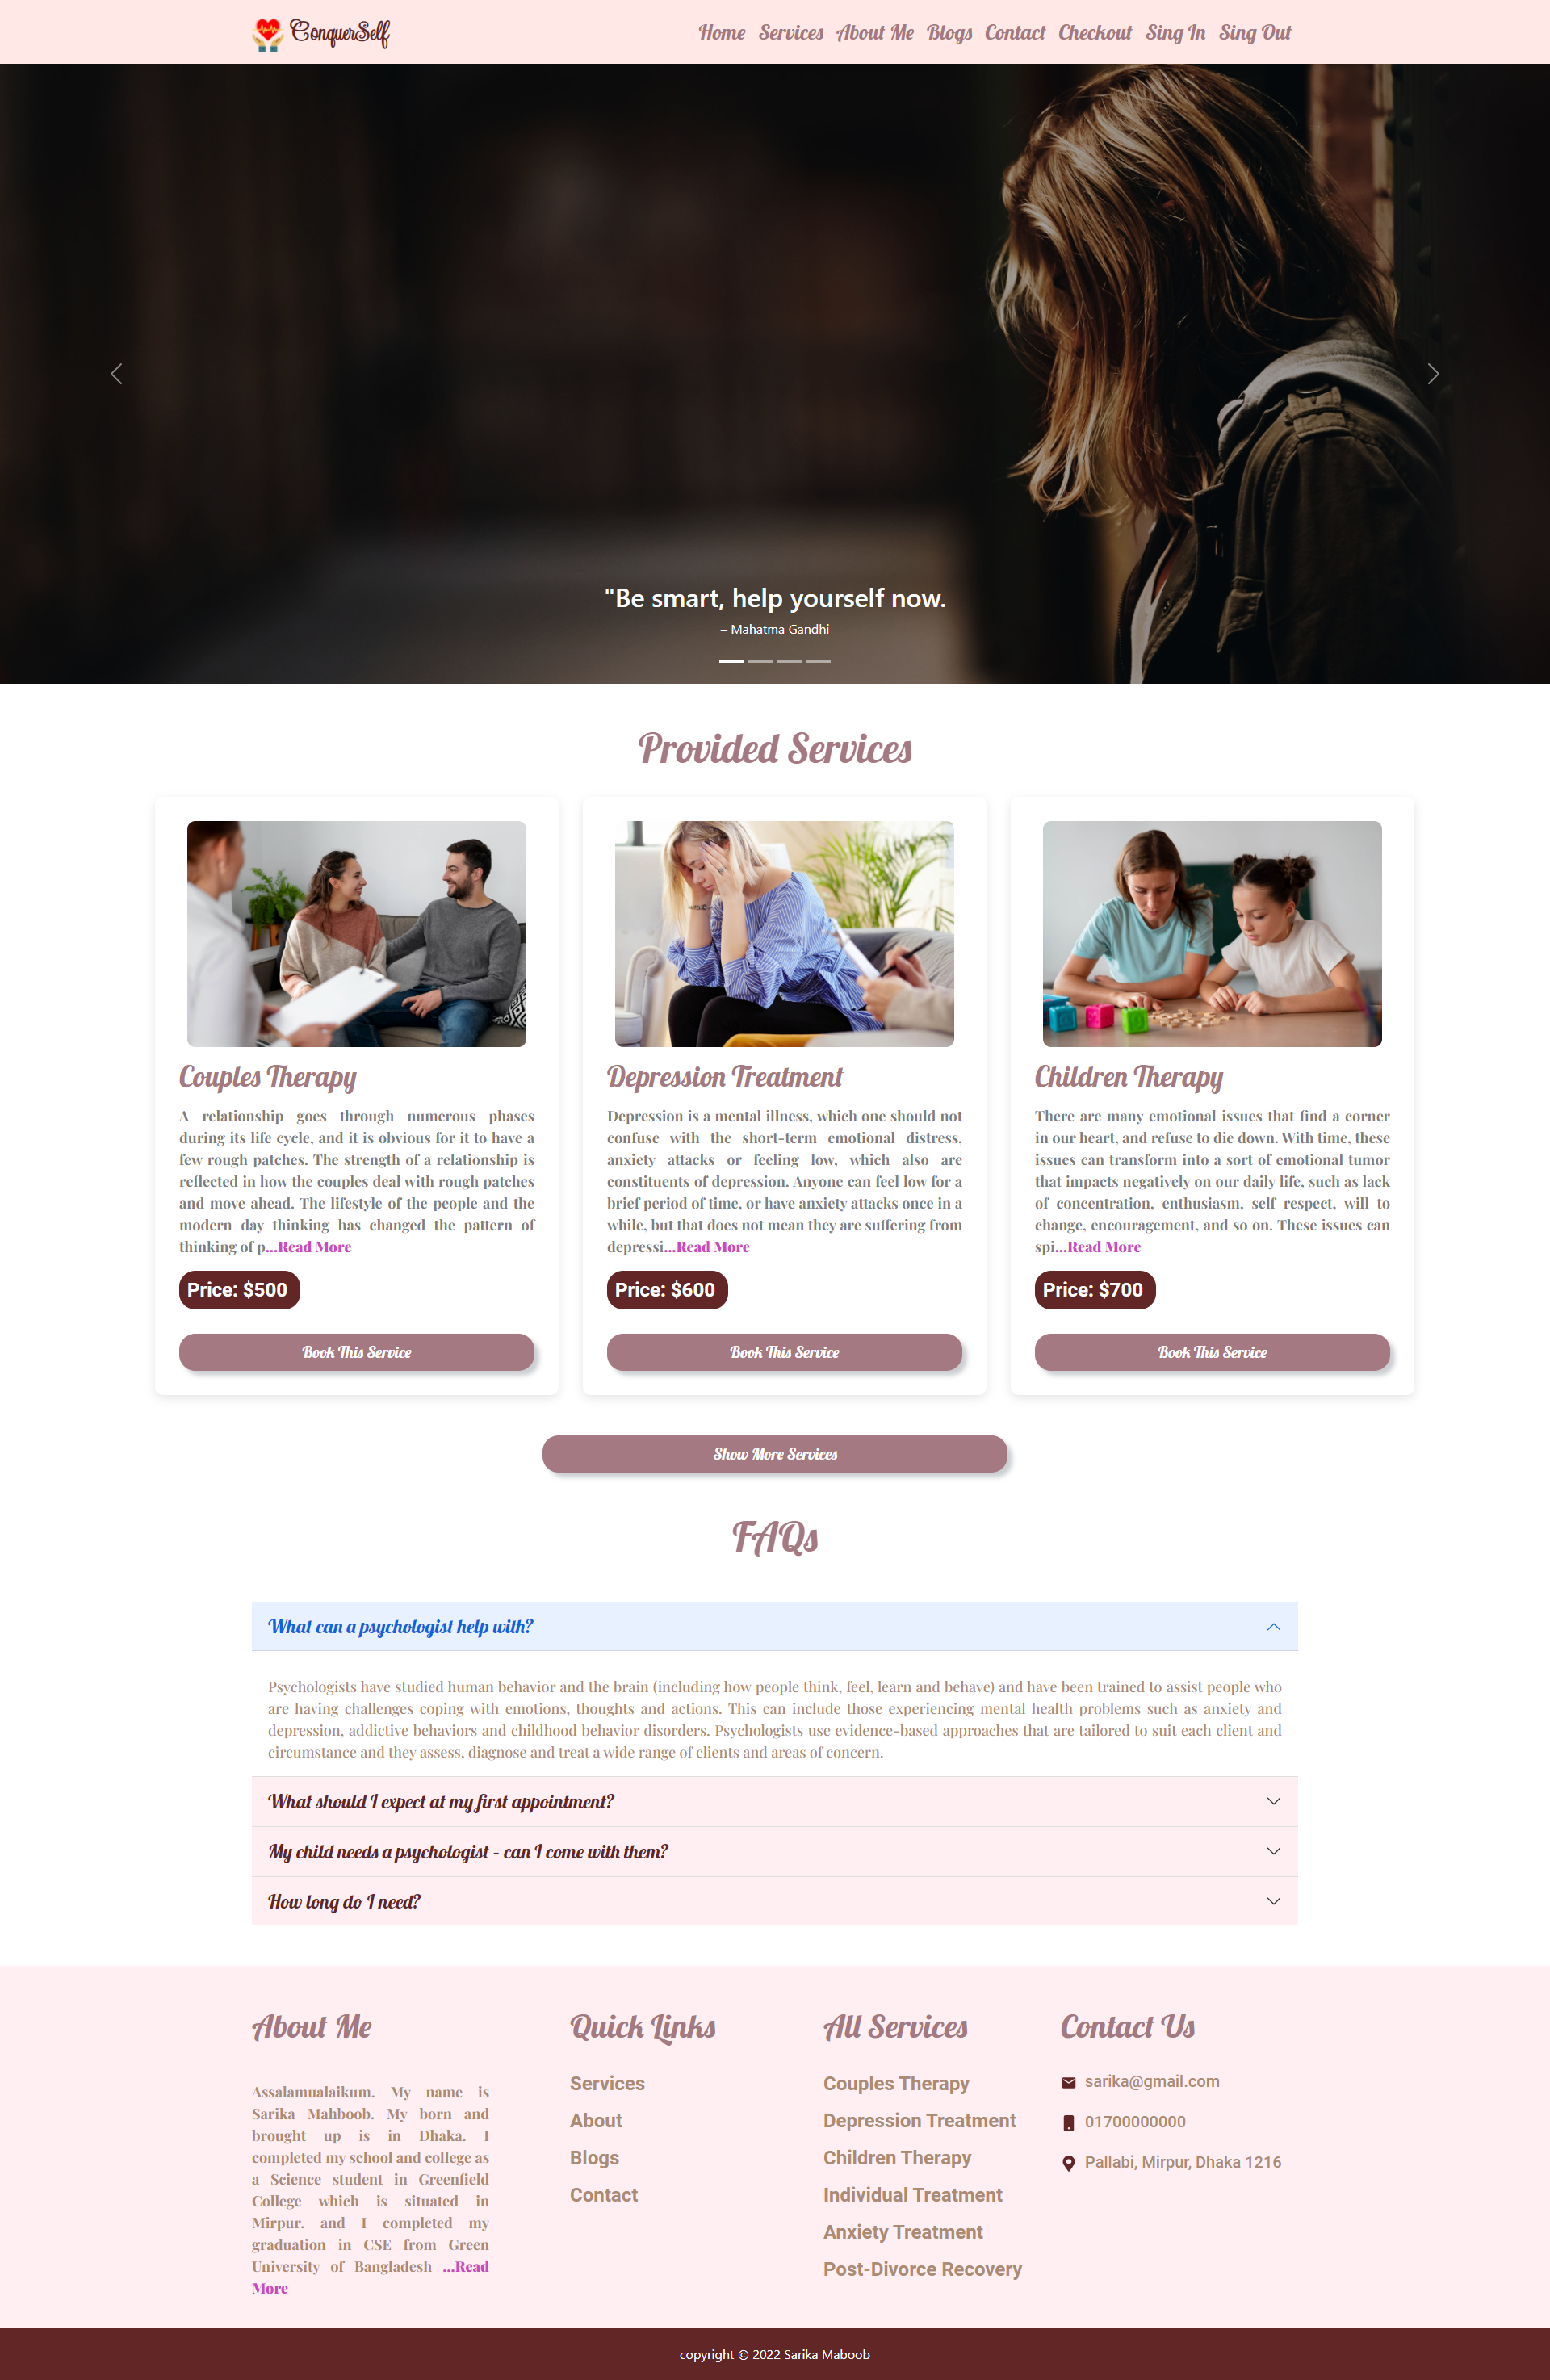 ConquerSelf
Home Services About Me Blogs Contact Checkout Sing In Sing Out
"Be smart, help yourself now.
– Mahatma Gandhi
Provided Services
Couples Therapy
A relationship goes through numerous phases
during its life cycle, and it is obvious for it to have a
few rough patches. The strength of a relationship is
reflected in how the couples deal with rough patches
and move ahead. The lifestyle of the people and the
modern day thinking has changed the pattern of
thinking of p...Read More
Price: $500
Book This Service
Depression Treatment
Depression is a mental illness, which one should not
confuse with the short-term emotional distress,
anxiety attacks or feeling low, which also are
constituents of depression. Anyone can feel low for a
brief period of time, or have anxiety attacks once in a
while, but that does not mean they are suffering from
depressi...Read More
Price: $600
Book This Service
Children Therapy
There are many emotional issues that find a corner
in our heart, and refuse to die down. With time, these
issues can transform into a sort of emotional tumor
that impacts negatively on our daily life, such as lack
of concentration, enthusiasm, self respect, will to
change, encouragement, and so on. These issues can
spi...Read More
Price: $700
Book This Service
Show More Services
FAQs
What can a psychologist help with?
Psychologists have studied human behavior and the brain (including how people think, feel, learn and behave) and have been trained to assist people who
are having challenges coping with emotions, thoughts and actions. This can include those experiencing mental health problems such as anxiety and
depression, addictive behaviors and childhood behavior disorders. Psychologists use evidence-based approaches that are tailored to suit each client and
circumstance and they assess, diagnose and treat a wide range of clients and areas of concern.
What should I expect at my first appointment?
My child needs a psychologist – can I come with them?
How long do I need?
About Me
Assalamualaikum. My name is
Sarika Mahboob. My born and
brought up is in Dhaka. I
completed my school and college as
a Science student in Greenfield
College which is situated in
Mirpur. and I completed my
graduation in CSE from Green
University of Bangladesh ...Read
More
Quick Links
Services
About
Blogs
Contact
All Services
Couples Therapy
Depression Treatment
Children Therapy
Individual Treatment
Anxiety Treatment
Post-Divorce Recovery
Contact Us
sarika@gmail.com
01700000000
Pallabi, Mirpur, Dhaka 1216
copyright © 2022 Sarika Maboob